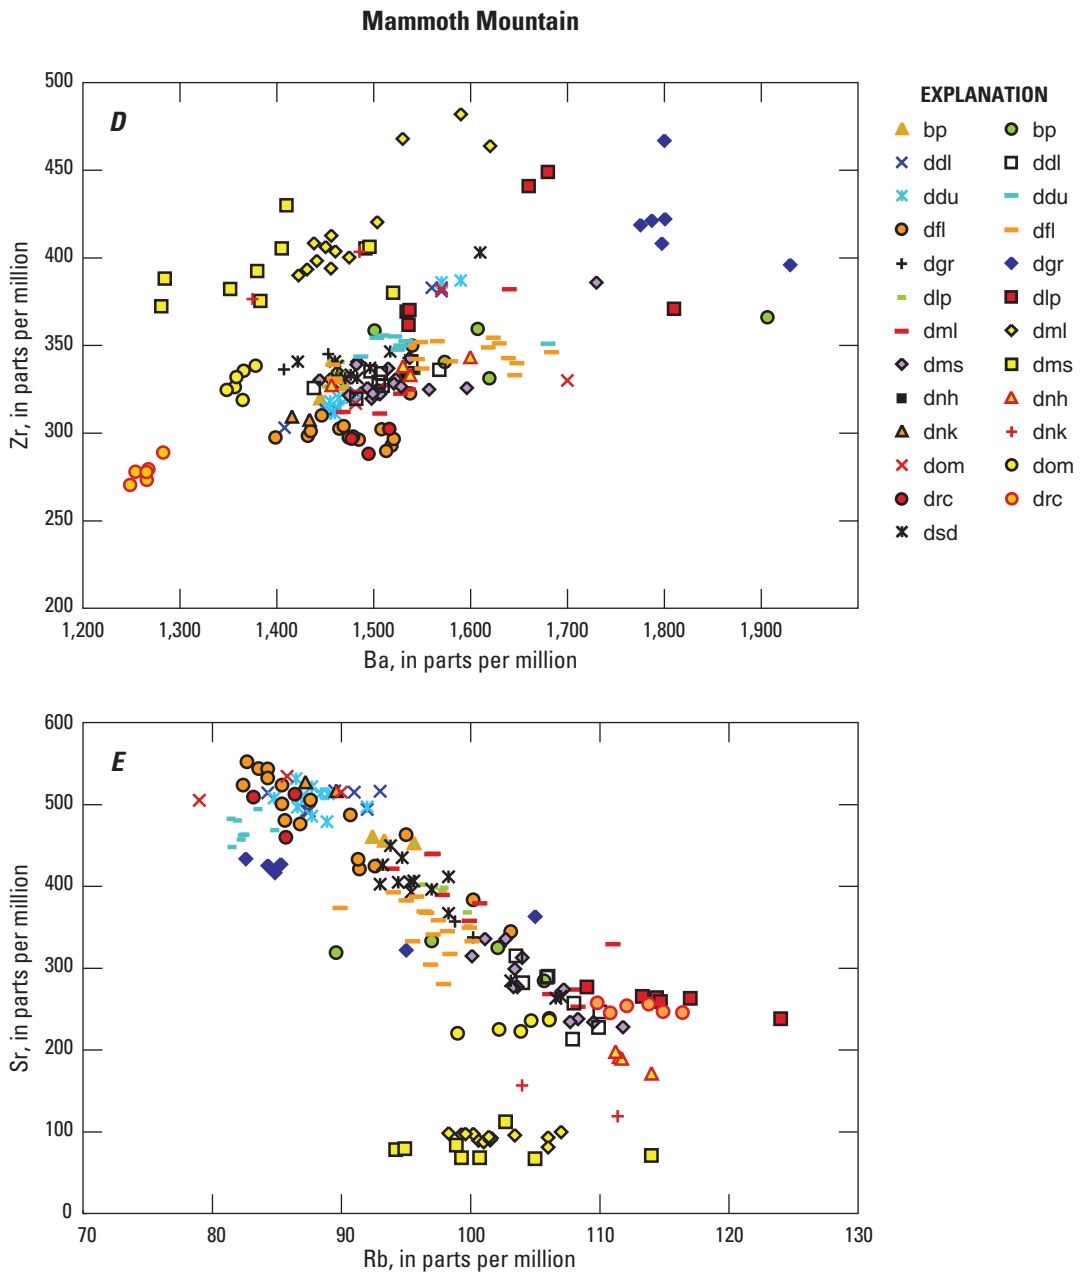 Mammoth Mountain
D
500
450
400
350
300
250
200
Zr, in parts per million
1,200 1,300 1,400 1,500 1,600 1,700 1,800 1,900
Ba, in parts per million
EXPLANATION
bp bp
ddl ddl
ddu ddu
dfl dfl
dgr dgr
dlp dlp
dml dml
dms dms
dnh dnh
dnk dnk
dom dom
drc drc
dsd
E
600
500
400
300
200
100
0
Sr, in parts per million
70 80 90 100 110 120 130
Rb, in parts per million